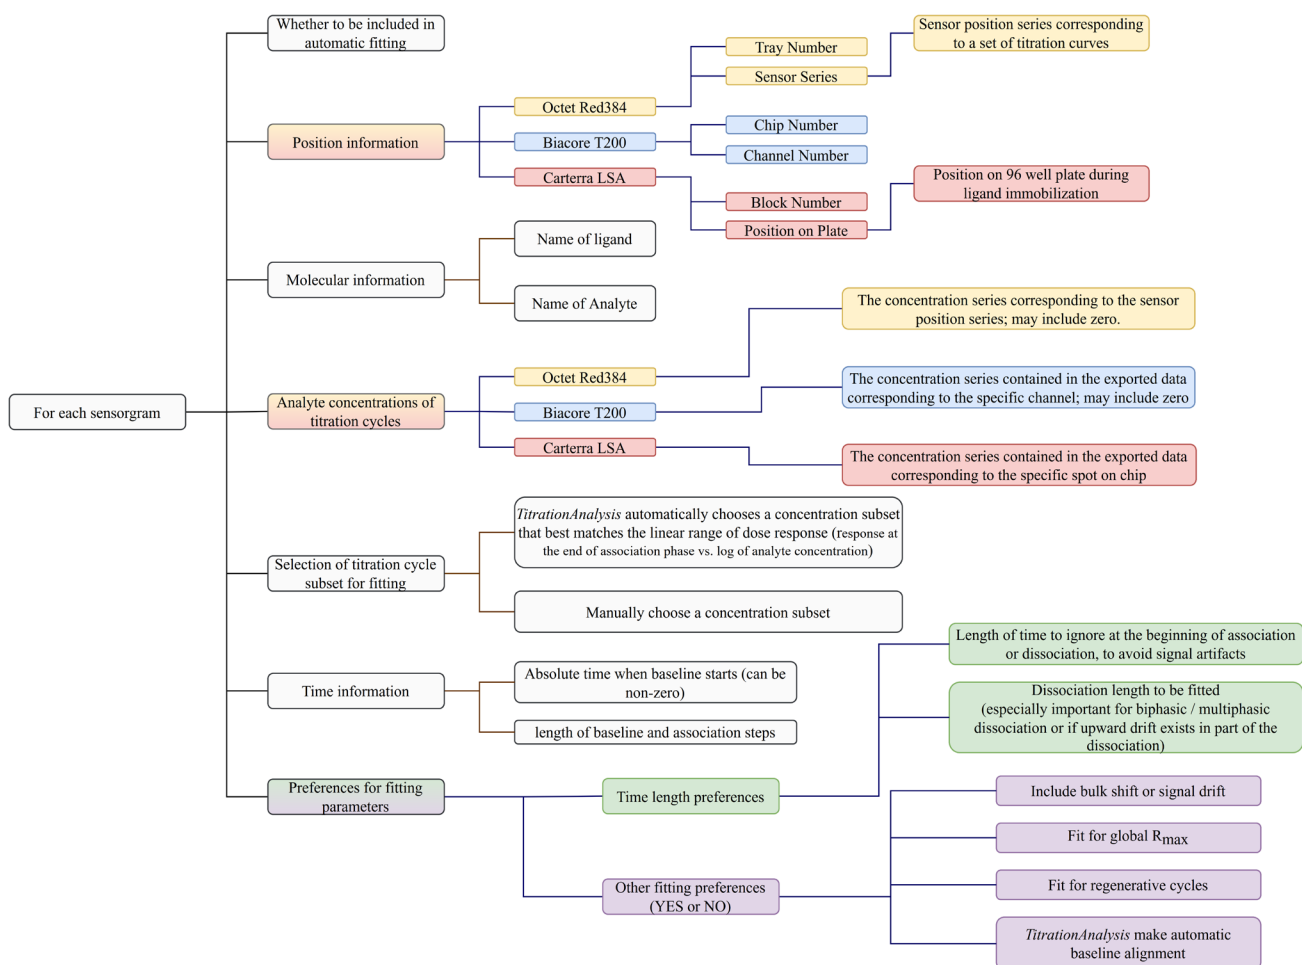 For each sensorgram
Whether to be included in
automatic fitting
Position information
Octet Red384
Tray Number
Sensor Series
Sensor position series corresponding
to a set of titration curves
Biacore T200
Chip Number
Channel Number
Carterra LSA
Block Number
Position on Plate
Position on 96 well plate during
ligand immobilization
Molecular information
Name of ligand
Name of Analyte
Analyte concentrations of
titration cycles
Octet Red384
The concentration series corresponding to the sensor
position series; may include zero.
Biacore T200
The concentration series contained in the exported data
corresponding to the specific channel; may include zero
Carterra LSA
The concentration series contained in the exported data
corresponding to the specific spot on chip
Selection of titration cycle
subset for fitting
TitrationAnalysis automatically chooses a concentration subset
that best matches the linear range of dose response (response at
the end of association phase vs. log of analyte concentration)
Manually choose a concentration subset
Time information
Absolute time when baseline starts (can be
non-zero)
length of baseline and association steps
Preferences for fitting
parameters
Time length preferences
Length of time to ignore at the beginning of association
or dissociation, to avoid signal artifacts
Dissociation length to be fitted
(especially important for biphasic / multiphasic
dissociation or if upward drift exists in part of the
dissociation)
Other fitting preferences
(YES or NO)
Include bulk shift or signal drift
Fit for global Rmax
Fit for regenerative cycles
TitrationAnalysis make automatic
baseline alignment